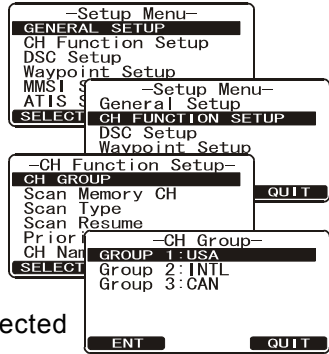 –Setup Menu–
GENERAL SETUP
CH Function Setup
DSC Setup
Waypoint Setup
MMSI
ATIS
SELECT
–Setup Menu–
General Setup
CH FUNCTION SETUP
DSC Setup
Waypoint Setup
QUIT
–CH Function Setup–
CH GROUP
Scan Memory CH
Scan Type
Scan Resume
CH
SELECT
–CH Group–
GROUP 1:USA
Group 2:INTL
Group 3:CAN
ENT QUIT
ected